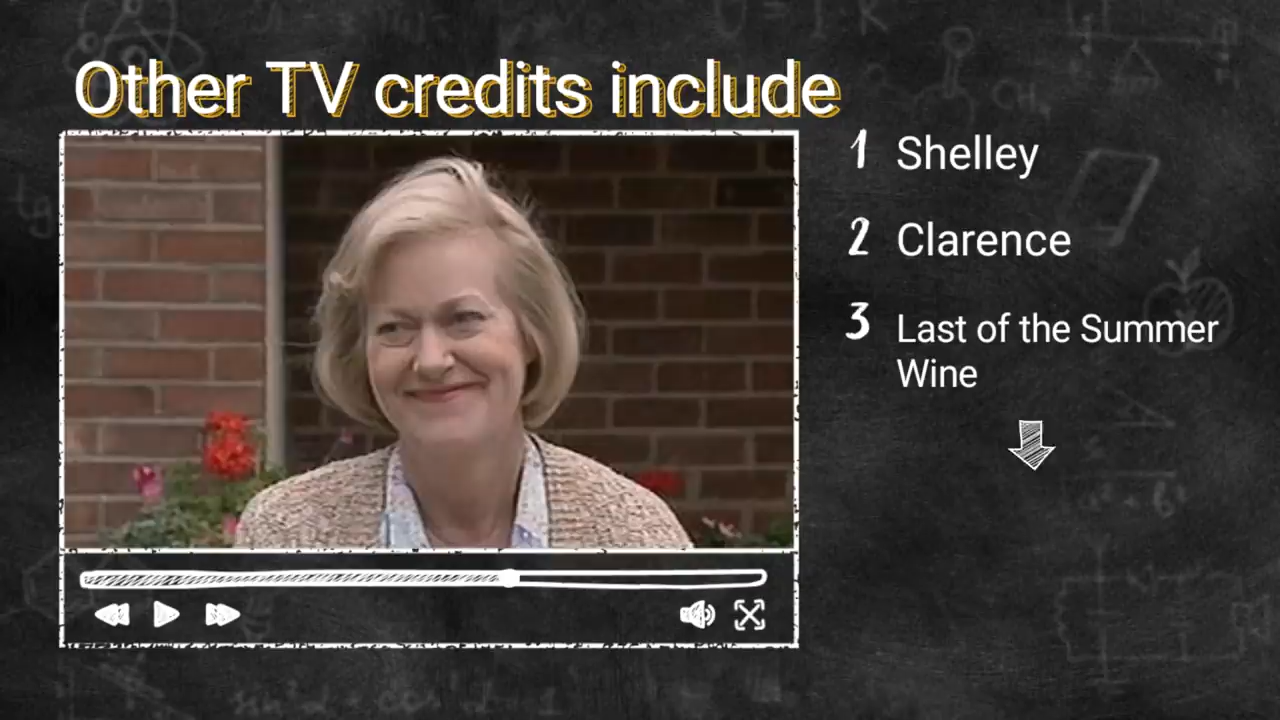 Other TV credits include
1 Shelley
2 Clarence
3 Last of the Summer
Wine